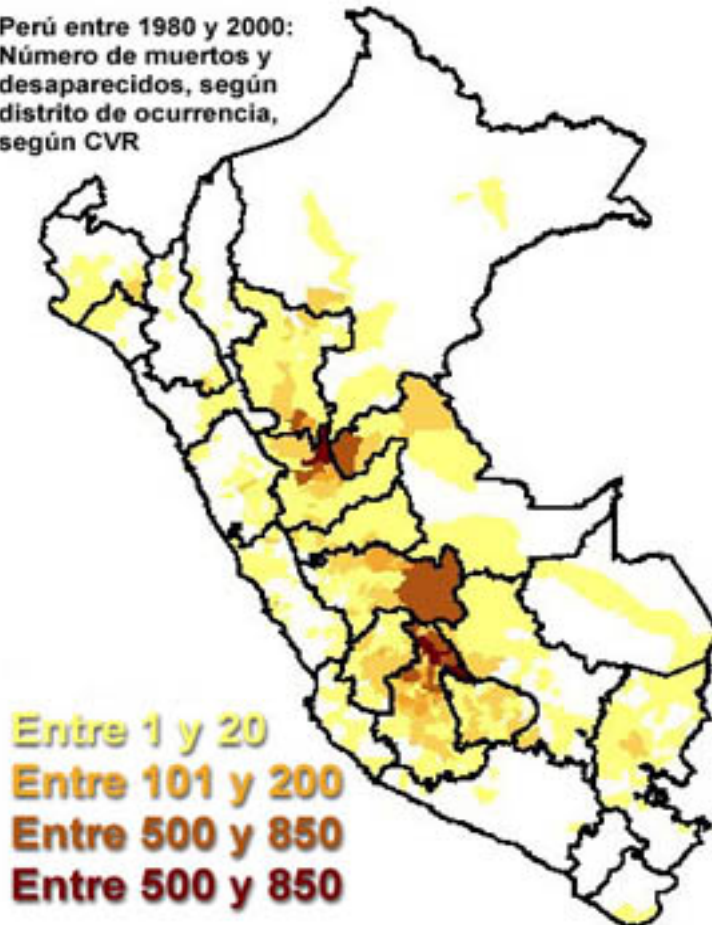 Perú entre 1980 y 2000:
Número de muertos y
desaparecidos, según
distrito de ocurrencia,
según CVR
Entre 1 y 20
Entre 101 y 200
Entre 500 y 850
Entre 500 y 850